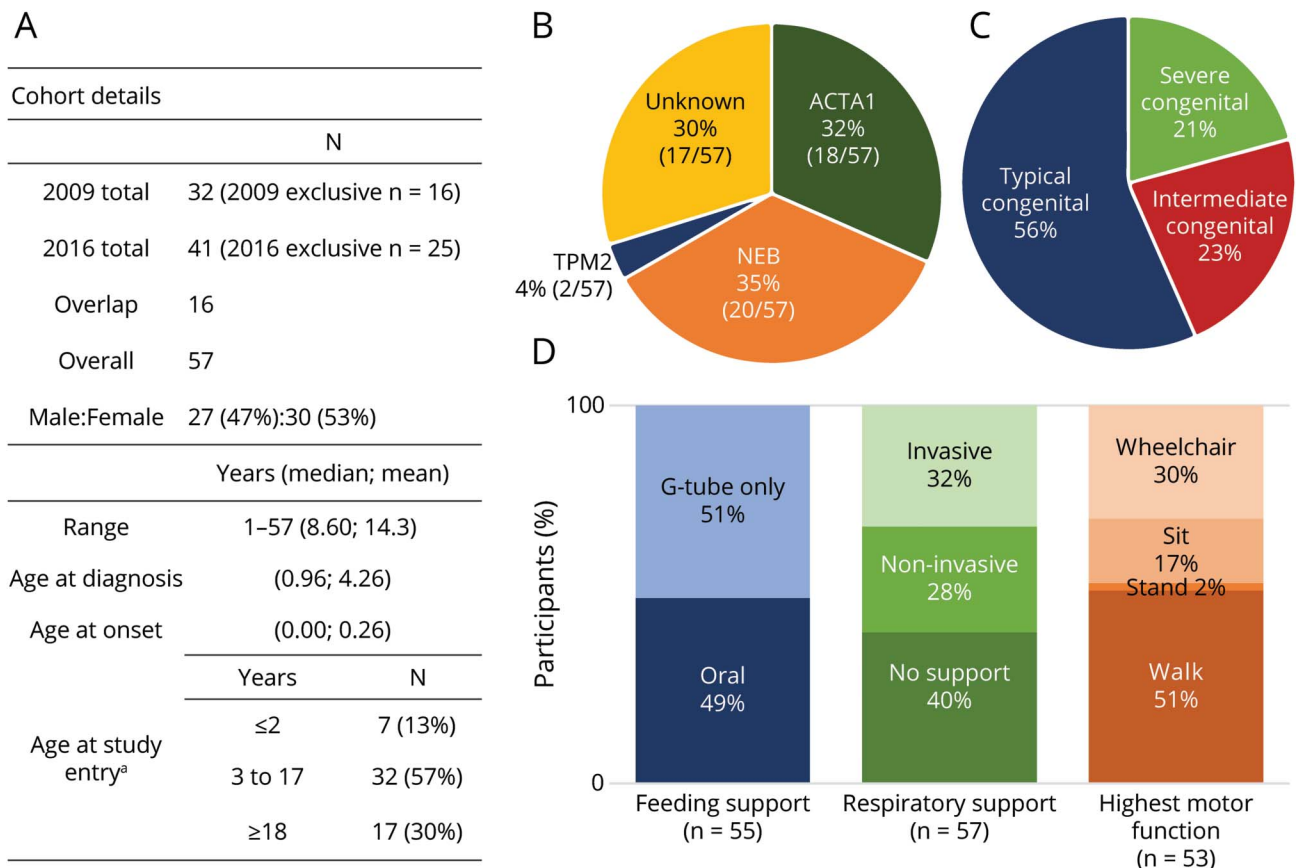 A
Cohort details
N
2009 total 32 (2009 exclusive n = 16)
2016 total 41 (2016 exclusive n = 25)
Overlap 16
Overall 57
Male:Female 27 (47%):30 (53%)
Years (median; mean)
Range 1–57 (8.60; 14.3)
Age at diagnosis (0.96; 4.26)
Age at onset (0.00; 0.26)
Years N
Age at study
entryᵃ
≤2 7 (13%)
3 to 17 32 (57%)
≥18 17 (30%)
B
Unknown
30%
(17/57)
ACTA1
32%
(18/57)
TPM2
4% (2/57)
NEB
35%
(20/57)
C
Severe
congenital
21%
Typical
congenital
56%
Intermediate
congenital
23%
D
Participants (%)
100
0
G-tube only
51%
Oral
49%
Feeding support
(n = 55)
Invasive
32%
Non-invasive
28%
No support
40%
Respiratory support
(n = 57)
Wheelchair
30%
Sit
17%
Stand 2%
Walk
51%
Highest motor
function
(n = 53)